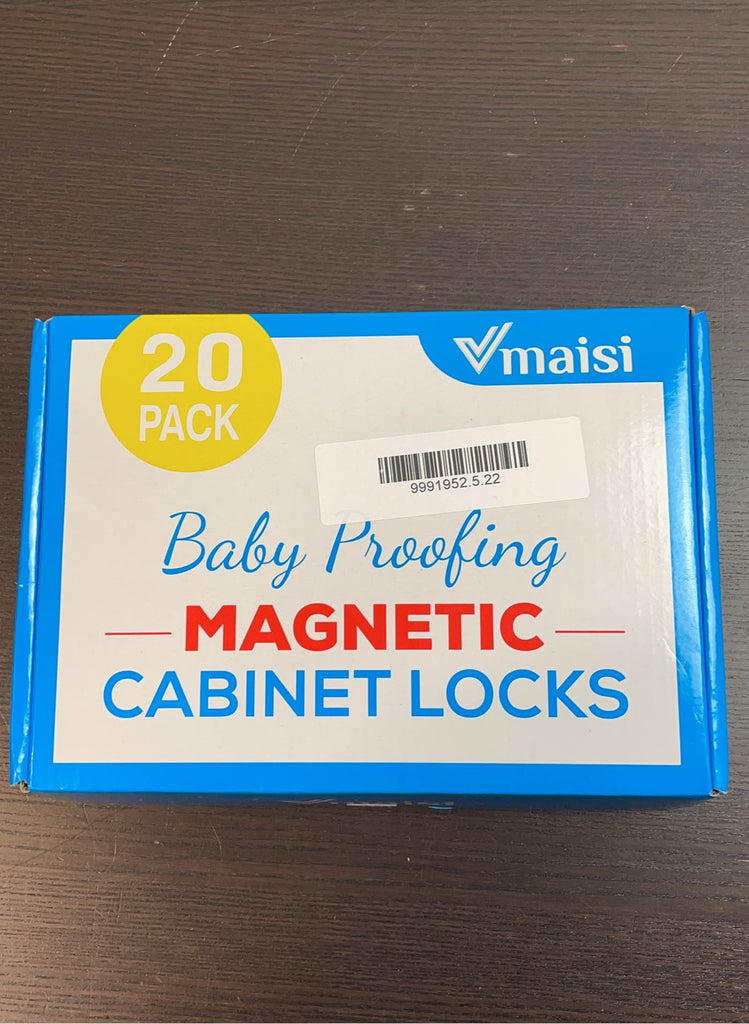 20
PACK
Vmaisi
9991952.5.22
Baby Proofing
MAGNETIC
CABINET LOCKS